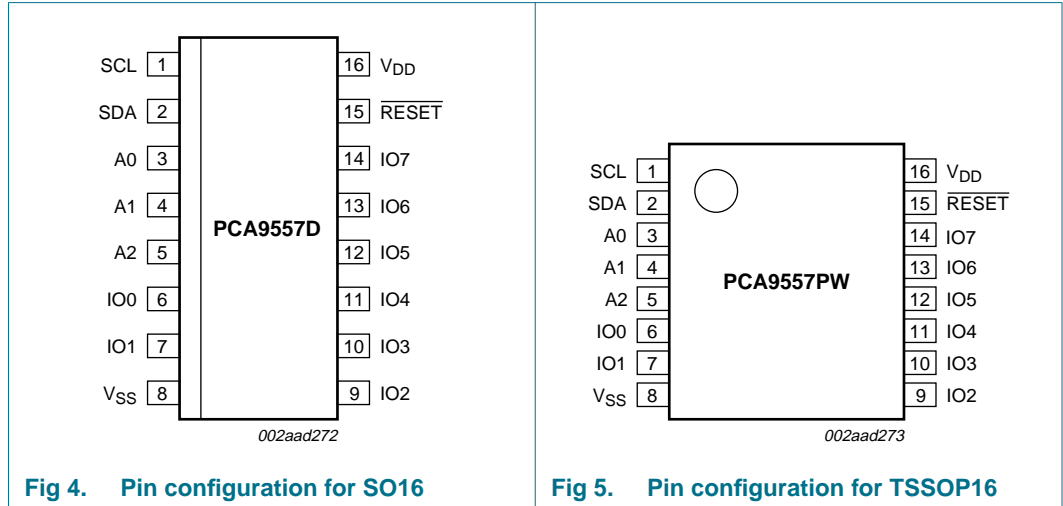 SCL 1 16 VDD
SDA 2 15 RESET
A0 3 14 IO7
A1 4 13 IO6
PCA9557D
A2 5 12 IO5
IO0 6 11 IO4
IO1 7 10 IO3
VSS 8 9 IO2
002aad272
Fig 4. Pin configuration for SO16
SCL 1 16 VDD
SDA 2 15 RESET
A0 3 14 IO7
A1 4 13 IO6
PCA9557PW
A2 5 12 IO5
IO0 6 11 IO4
IO1 7 10 IO3
VSS 8 9 IO2
002aad273
Fig 5. Pin configuration for TSSOP16